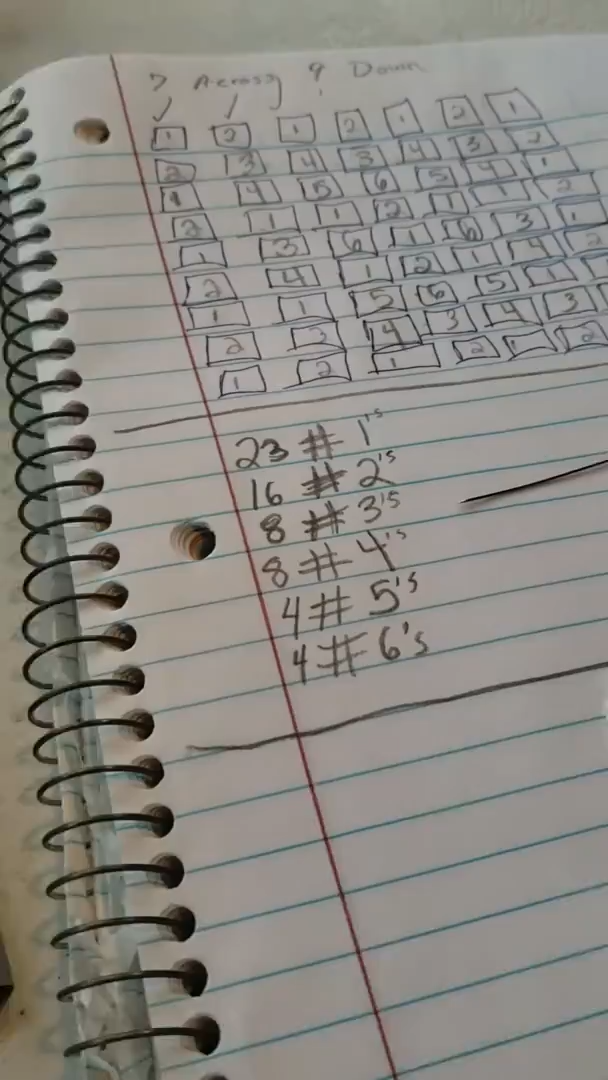 7 Across 9 Down
1 2 1 2 1 2 1
2 3 4 3 4 3 2
1 4 5 6 5 4 1
2 1 1 2 1 1 2
1 3 6 1 6 3 1
2 4 1 2 1 4 2
1 1 5 6 5 1
2 3 4 3 4 3
1 2 1 2 1 2
23 # 1's
16 # 2's
8 # 3's
8 # 4's
4 # 5's
4 # 6's